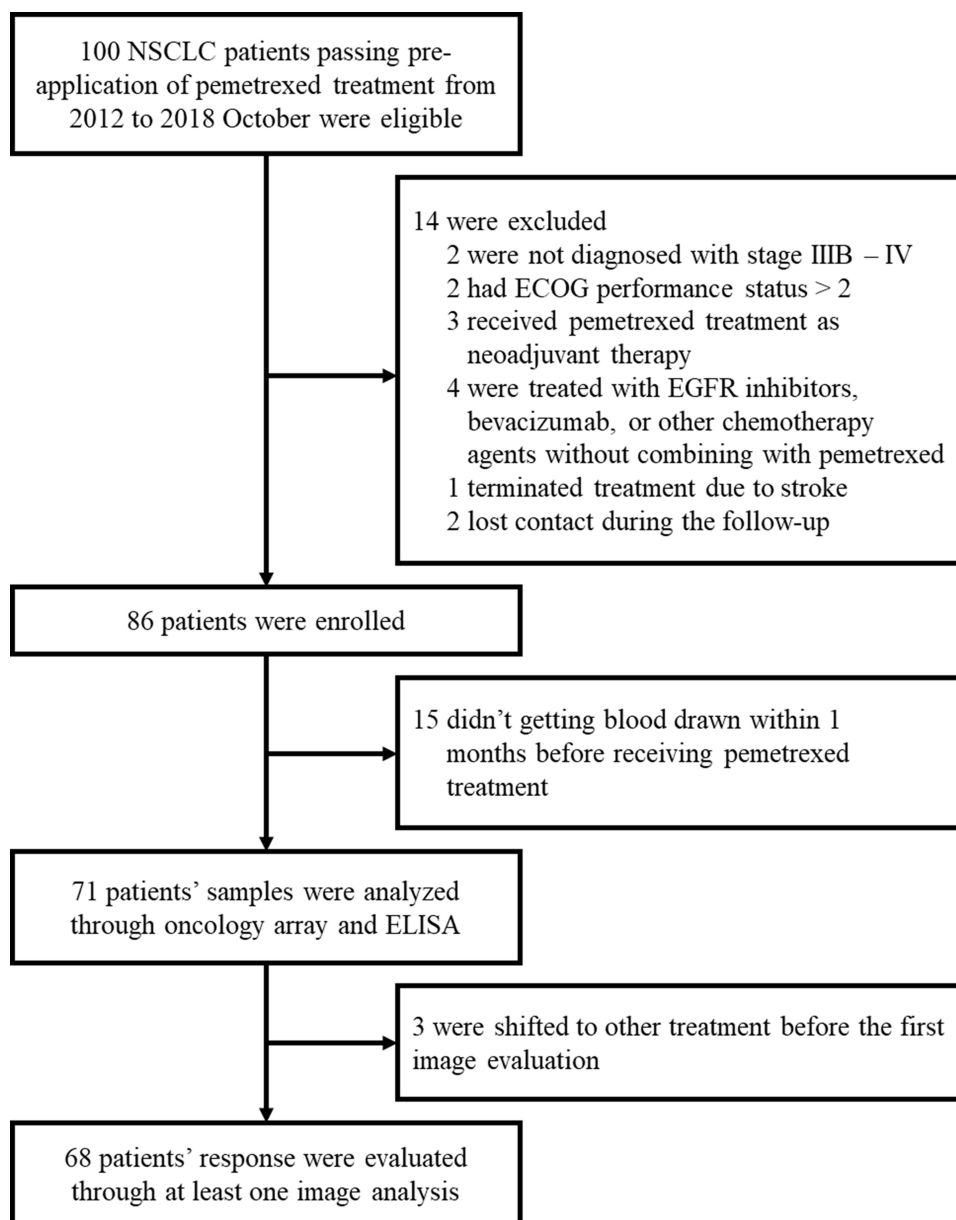 100 NSCLC patients passing pre-
application of pemetrexed treatment from
2012 to 2018 October were eligible
14 were excluded
2 were not diagnosed with stage IIIB – IV
2 had ECOG performance status > 2
3 received pemetrexed treatment as
neoadjuvant therapy
4 were treated with EGFR inhibitors,
bevacizumab, or other chemotherapy
agents without combining with pemetrexed
1 terminated treatment due to stroke
2 lost contact during the follow-up
86 patients were enrolled
15 didn’t getting blood drawn within 1
months before receiving pemetrexed
treatment
71 patients’ samples were analyzed
through oncology array and ELISA
3 were shifted to other treatment before the first
image evaluation
68 patients’ response were evaluated
through at least one image analysis